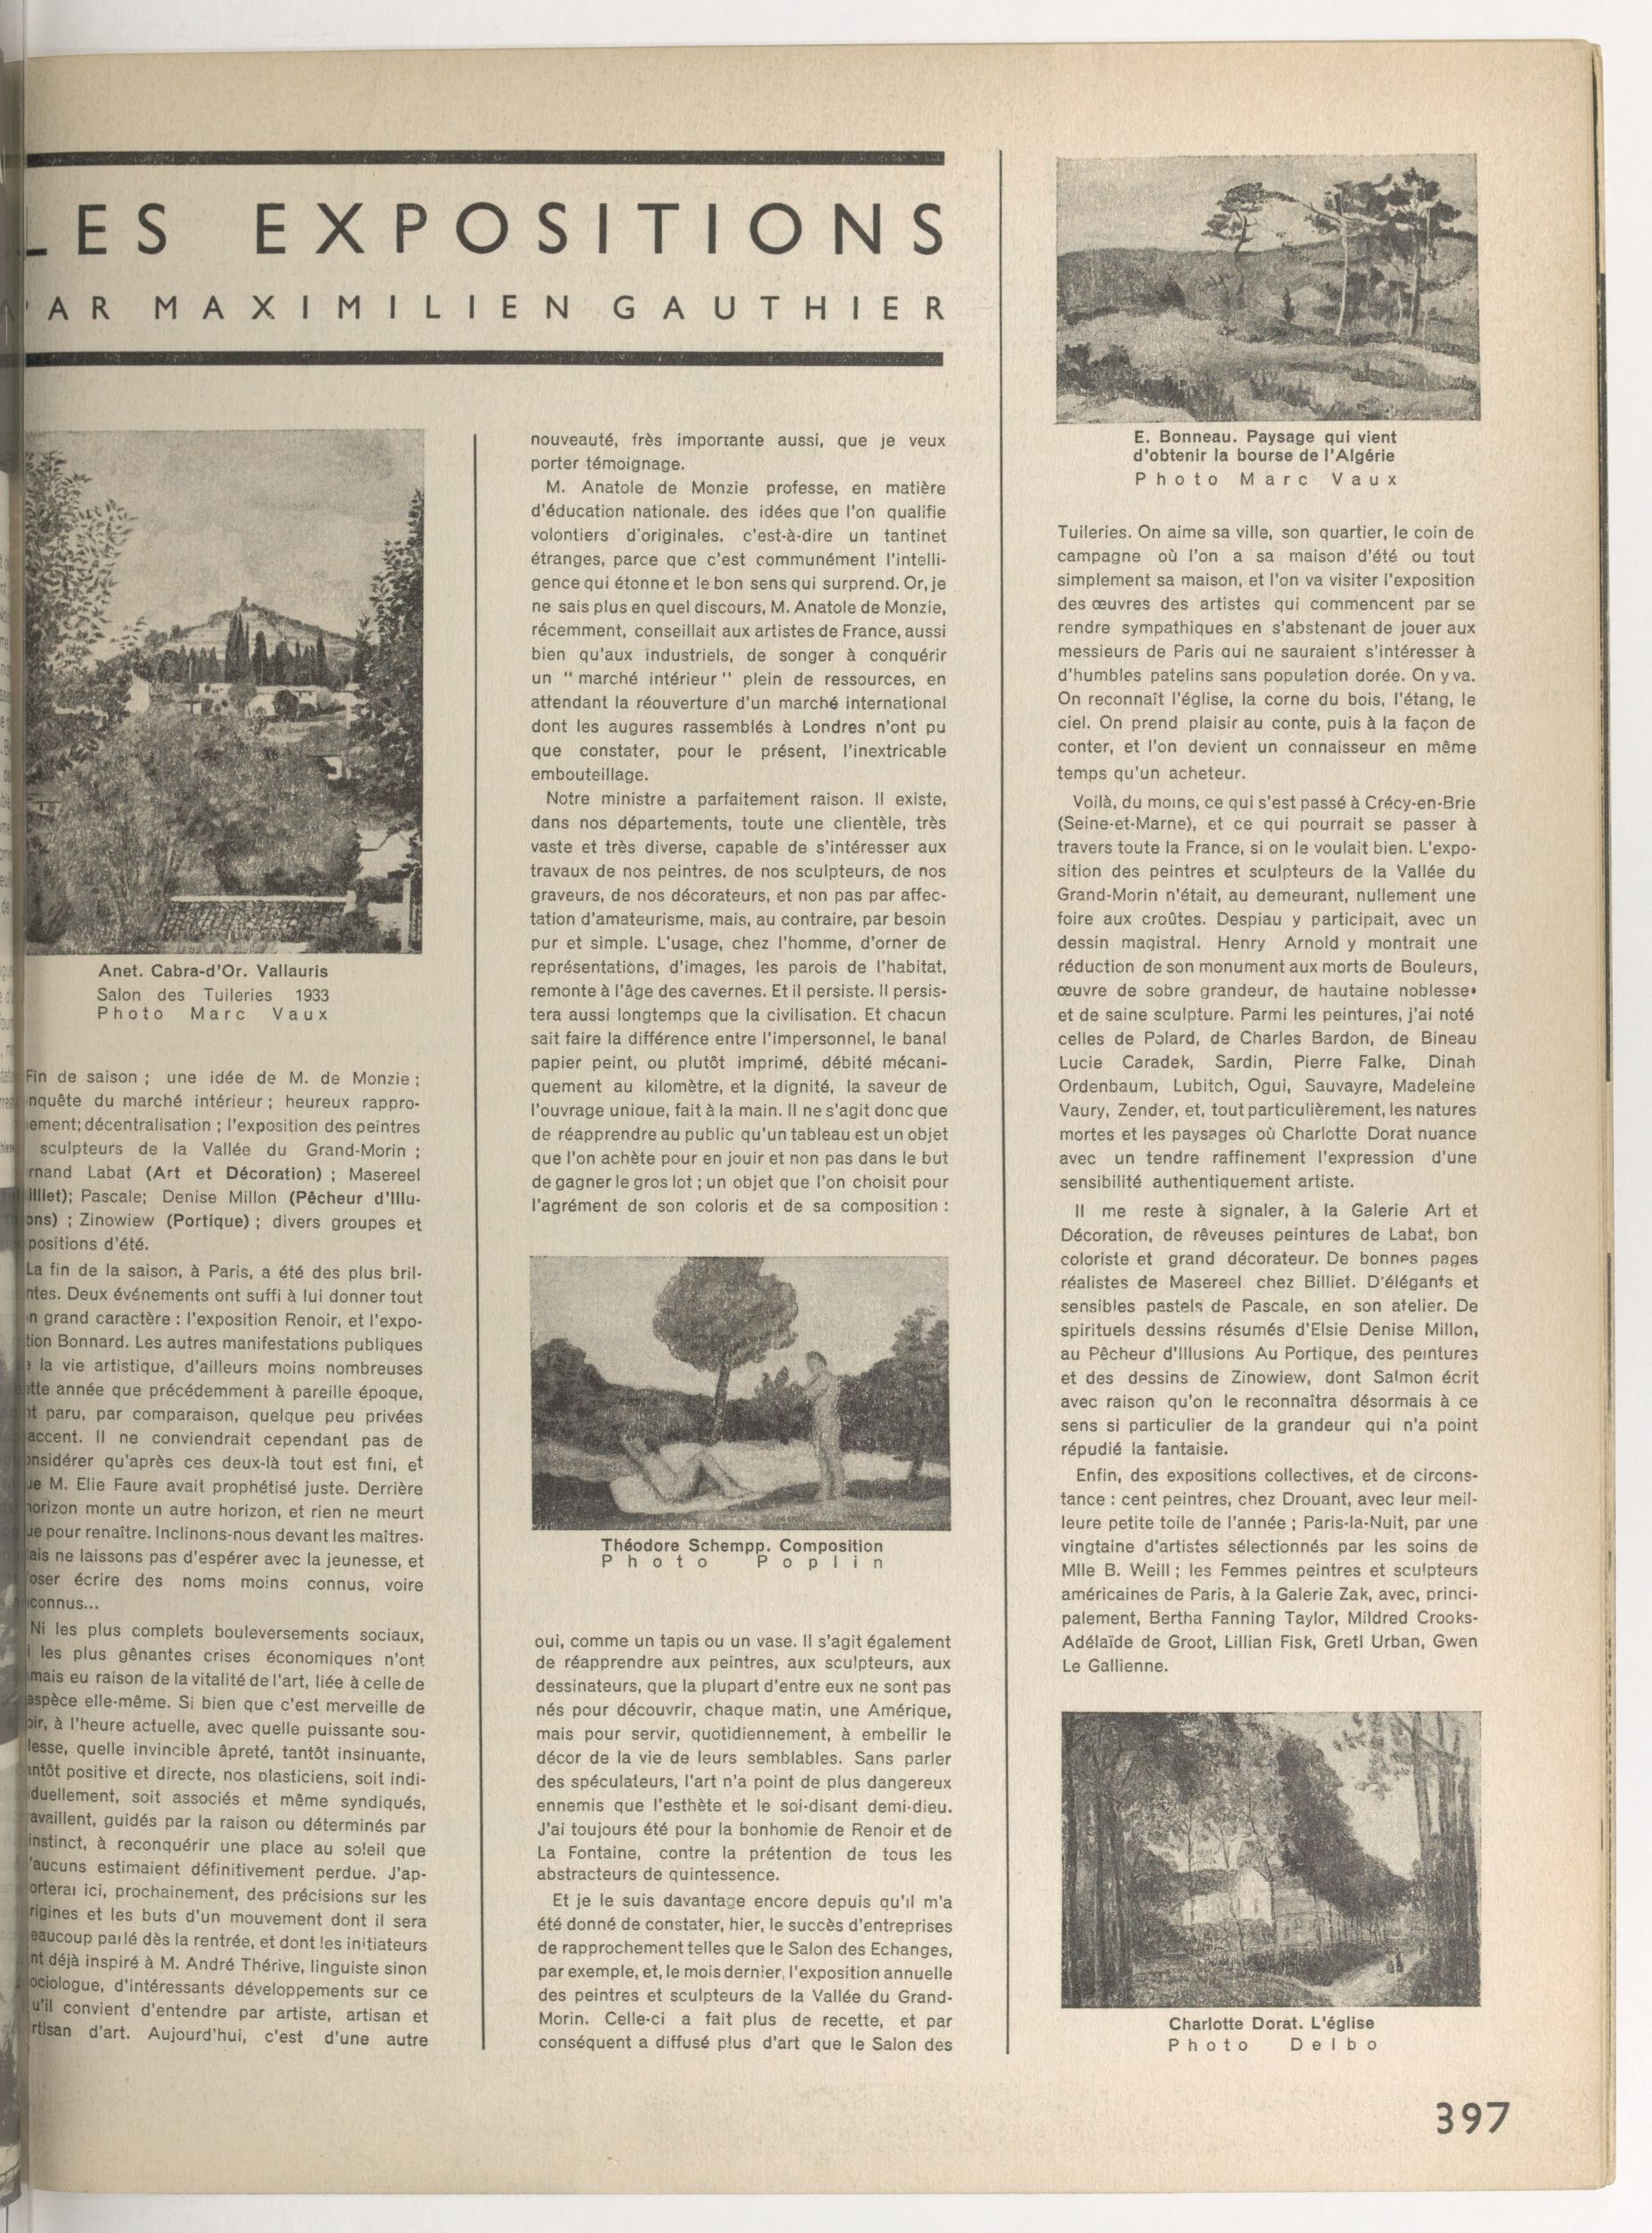 LES EXPOSITIONS
PAR MAXIMILIEN GAUTHIER
Anet. Cabra-d'Or. Vallauris
Salon des Tuileries 1933
Photo Marc Vaux
Fin de saison ; une idée de M. de Monzie ;
nquête du marché intérieur ; heureux rappro-
ement; décentralisation ; l'exposition des peintres
sculpteurs de la Vallée du Grand-Morin ;
rnand Labat (Art et Décoration) ; Masereel
illiet); Pascale; Denise Millon (Pêcheur d'Illu-
ons) ; Zinowiew (Portique) ; divers groupes et
positions d'été.
La fin de la saison, à Paris, a été des plus bril-
ntes. Deux événements ont suffi à lui donner tout
n grand caractère : l'exposition Renoir, et l'expo-
tion Bonnard. Les autres manifestations publiques
la vie artistique, d'ailleurs moins nombreuses
tte année que précédemment à pareille époque,
nt paru, par comparaison, quelque peu privées
accent. Il ne conviendrait cependant pas de
onsidérer qu'après ces deux-là tout est fini, et
ue M. Elie Faure avait prophétisé juste. Derrière
horizon monte un autre horizon, et rien ne meurt
ue pour renaître. Inclinons-nous devant les maîtres.
ais ne laissons pas d'espérer avec la jeunesse, et
'oser écrire des noms moins connus, voire
connus...
Ni les plus complets bouleversements sociaux,
i les plus gênantes crises économiques n'ont
mais eu raison de la vitalité de l'art, liée à celle de
espèce elle-même. Si bien que c'est merveille de
oir, à l'heure actuelle, avec quelle puissante sou-
lesse, quelle invincible âpreté, tantôt insinuante,
antôt positive et directe, nos plasticiens, soit indi-
duellement, soit associés et même syndiqués,
availlent, guidés par la raison ou déterminés par
instinct, à reconquérir une place au soleil que
'aucuns estimaient définitivement perdue. J'ap-
orterai ici, prochainement, des précisions sur les
rigines et les buts d'un mouvement dont il sera
eaucoup parlé dès la rentrée, et dont les initiateurs
nt déjà inspiré à M. André Thérive, linguiste sinon
ociologue, d'intéressants développements sur ce
u'il convient d'entendre par artiste, artisan et
rtisan d'art. Aujourd'hui, c'est d'une autre
nouveauté, frès importante aussi, que je veux
porter témoignage.
M. Anatole de Monzie professe, en matière
d'éducation nationale. des idées que l'on qualifie
volontiers d'originales, c'est-à-dire un tantinet
étranges, parce que c'est communément l'intelli-
gence qui étonne et le bon sens qui surprend. Or, je
ne sais plus en quel discours, M. Anatole de Monzie,
récemment, conseillait aux artistes de France, aussi
bien qu'aux industriels, de songer à conquérir
un " marché intérieur " plein de ressources, en
attendant la réouverture d'un marché international
dont les augures rassemblés à Londres n'ont pu
que constater, pour le présent, l'inextricable
embouteillage.
Notre ministre a parfaitement raison. Il existe,
dans nos départements, toute une clientèle, très
vaste et très diverse, capable de s'intéresser aux
travaux de nos peintres, de nos sculpteurs, de nos
graveurs, de nos décorateurs, et non pas par affec-
tation d'amateurisme, mais, au contraire, par besoin
pur et simple. L'usage, chez l'homme, d'orner de
représentations, d'images, les parois de l'habitat,
remonte à l'âge des cavernes. Et il persiste. Il persis-
tera aussi longtemps que la civilisation. Et chacun
sait faire la différence entre l'impersonnel, le banal
papier peint, ou plutôt imprimé, débité mécani-
quement au kilomètre, et la dignité, la saveur de
l'ouvrage unique, fait à la main. Il ne s'agit donc que
de réapprendre au public qu'un tableau est un objet
que l'on achète pour en jouir et non pas dans le but
de gagner le gros lot ; un objet que l'on choisit pour
l'agrément de son coloris et de sa composition :
Théodore Schempp. Composition
Photo Poplin
oui, comme un tapis ou un vase. Il s'agit également
de réapprendre aux peintres, aux sculpteurs, aux
dessinateurs, que la plupart d'entre eux ne sont pas
nés pour découvrir, chaque matin, une Amérique,
mais pour servir, quotidiennement, à embellir le
décor de la vie de leurs semblables. Sans parler
des spéculateurs, l'art n'a point de plus dangereux
ennemis que l'esthète et le soi-disant demi-dieu.
J'ai toujours été pour la bonhomie de Renoir et de
La Fontaine, contre la prétention de tous les
abstracteurs de quintessence.
Et je le suis davantage encore depuis qu'il m'a
été donné de constater, hier, le succès d'entreprises
de rapprochement telles que le Salon des Echanges,
par exemple, et, le mois dernier, l'exposition annuelle
des peintres et sculpteurs de la Vallée du Grand-
Morin. Celle-ci a fait plus de recette, et par
conséquent a diffusé plus d'art que le Salon des
E. Bonneau. Paysage qui vient
d'obtenir la bourse de l'Algérie
Photo Marc Vaux
Tuileries. On aime sa ville, son quartier, le coin de
campagne où l'on a sa maison d'été ou tout
simplement sa maison, et l'on va visiter l'exposition
des œuvres des artistes qui commencent par se
rendre sympathiques en s'abstenant de jouer aux
messieurs de Paris qui ne sauraient s'intéresser à
d'humbles patelins sans population dorée. On y va.
On reconnaît l'église, la corne du bois, l'étang, le
ciel. On prend plaisir au conte, puis à la façon de
conter, et l'on devient un connaisseur en même
temps qu'un acheteur.
Voilà, du moins, ce qui s'est passé à Crécy-en-Brie
(Seine-et-Marne), et ce qui pourrait se passer à
travers toute la France, si on le voulait bien. L'expo-
sition des peintres et sculpteurs de la Vallée du
Grand-Morin n'était, au demeurant, nullement une
foire aux croûtes. Despiau y participait, avec un
dessin magistral. Henry Arnold y montrait une
réduction de son monument aux morts de Bouleurs,
œuvre de sobre grandeur, de hautaine noblesse•
et de saine sculpture. Parmi les peintures, j'ai noté
celles de Polard, de Charles Bardon, de Bineau
Lucie Caradek, Sardin, Pierre Falke, Dinah
Ordenbaum, Lubitch, Ogui, Sauvayre, Madeleine
Vaury, Zender, et, tout particulièrement, les natures
mortes et les paysages où Charlotte Dorat nuance
avec un tendre raffinement l'expression d'une
sensibilité authentiquement artiste.
Il me reste à signaler, à la Galerie Art et
Décoration, de rêveuses peintures de Labat, bon
coloriste et grand décorateur. De bonnes pages
réalistes de Masereel chez Billiet. D'élégants et
sensibles pastels de Pascale, en son atelier. De
spirituels dessins résumés d'Elsie Denise Millon,
au Pêcheur d'Illusions Au Portique, des peintures
et des dessins de Zinowiew, dont Salmon écrit
avec raison qu'on le reconnaîtra désormais à ce
sens si particulier de la grandeur qui n'a point
répudié la fantaisie.
Enfin, des expositions collectives, et de circons-
tance : cent peintres, chez Drouant, avec leur meil-
leure petite toile de l'année ; Paris-la-Nuit, par une
vingtaine d'artistes sélectionnés par les soins de
Mlle B. Weill ; les Femmes peintres et sculpteurs
américaines de Paris, à la Galerie Zak, avec, princi-
palement, Bertha Fanning Taylor, Mildred Crooks-
Adélaïde de Groot, Lillian Fisk, Gretl Urban, Gwen
Le Gallienne.
Charlotte Dorat. L'église
Photo Delbo
397